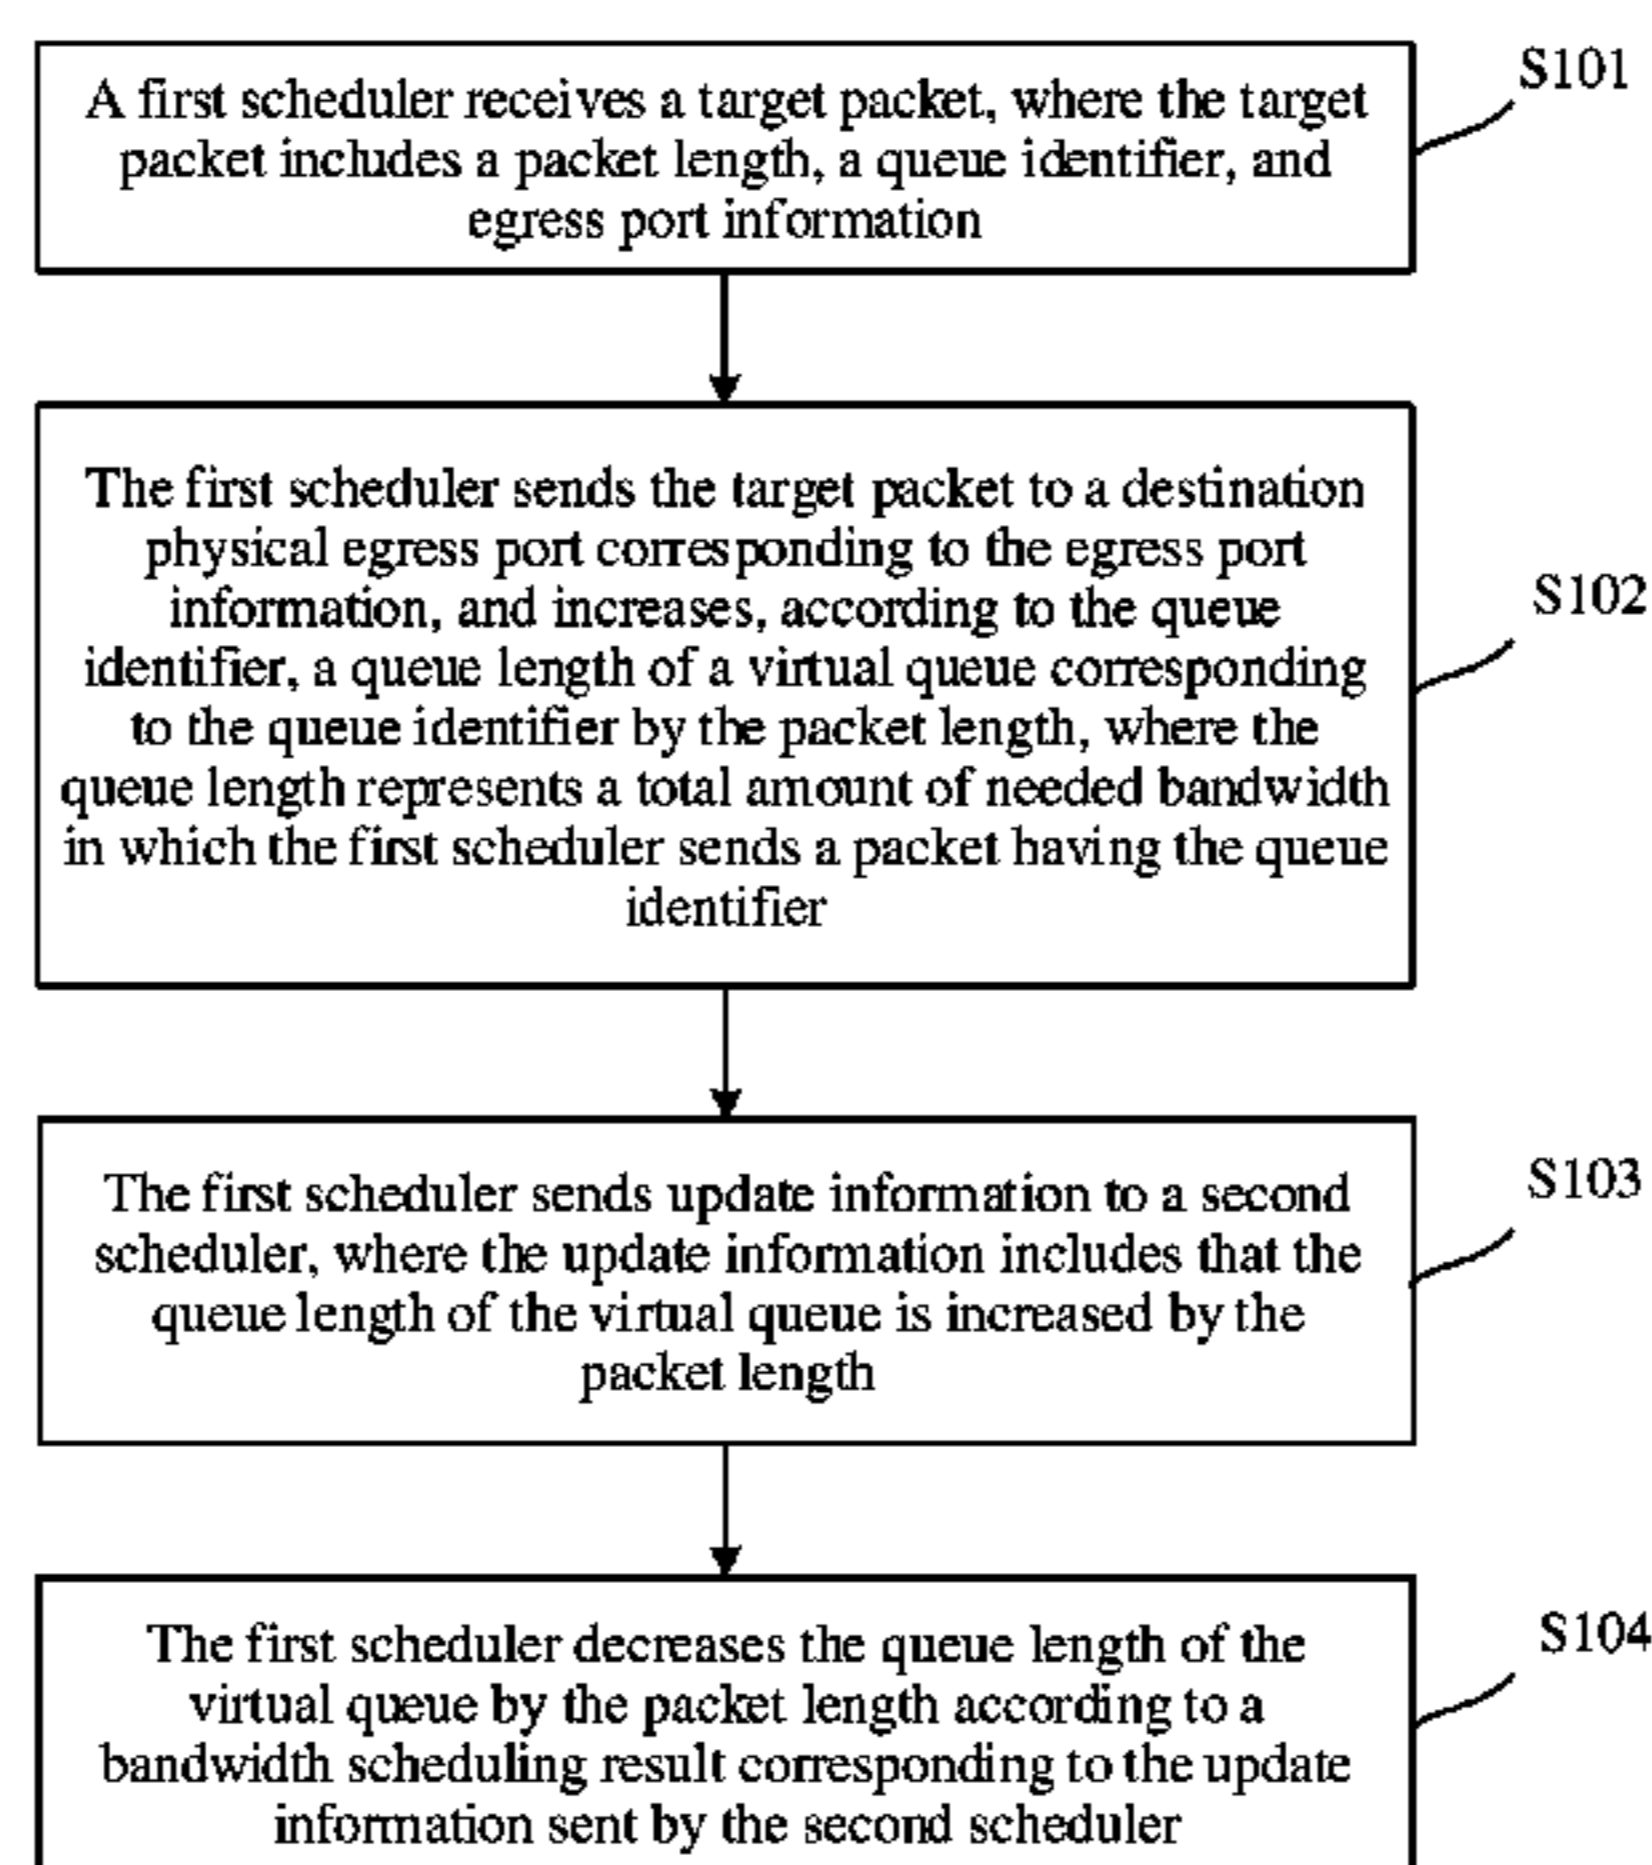 S101
A first scheduler receives a target packet, where the target
packet includes a packet length, a queue identifier, and
egress port information
The first scheduler sends the target packet to a destination
physical egress port corresponding to the egress port
information, and increases, according to the queue
S102
identifier, a queue length of a virtual queue corresponding
to the queue identifier by the packet length, where the
queue length represents a total amount of needed bandwidth
in which the first scheduler sends a packet having the queue
identifier
S103
The first scheduler sends update information to a second
scheduler, where the update information includes that the
queue length of the virtual queue is increased by the
packet length
S104
The first scheduler decreases the queue length of the
virtual queue by the packet length according to a
bandwidth scheduling result corresponding to the update
information sent by the second scheduler